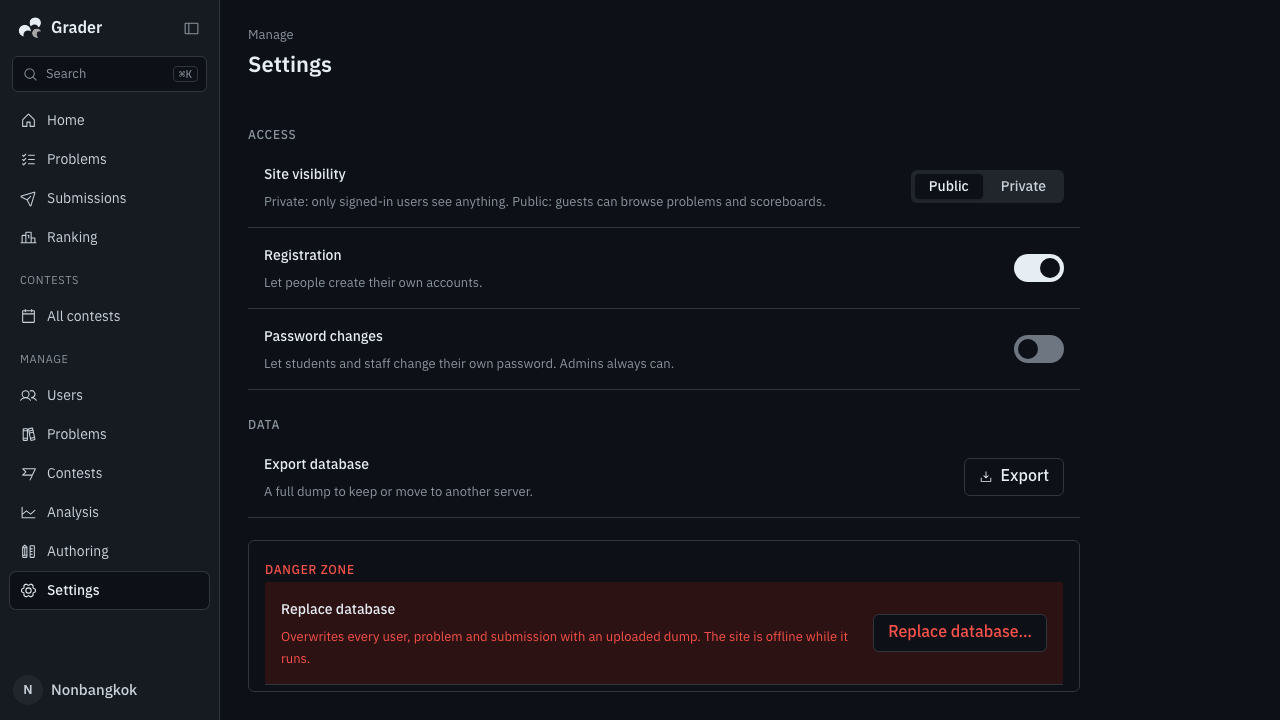 Grader
Search ⌘K
Home
Problems
Submissions
Ranking
CONTESTS
All contests
MANAGE
Users
Problems
Contests
Analysis
Authoring
Settings
N Nonbangkok
Manage
Settings
ACCESS
Site visibility
Private: only signed-in users see anything. Public: guests can browse problems and scoreboards.
Public Private
Registration
Let people create their own accounts.
Password changes
Let students and staff change their own password. Admins always can.
DATA
Export database
A full dump to keep or move to another server.
Export
DANGER ZONE
Replace database
Overwrites every user, problem and submission with an uploaded dump. The site is offline while it
runs.
Replace database...